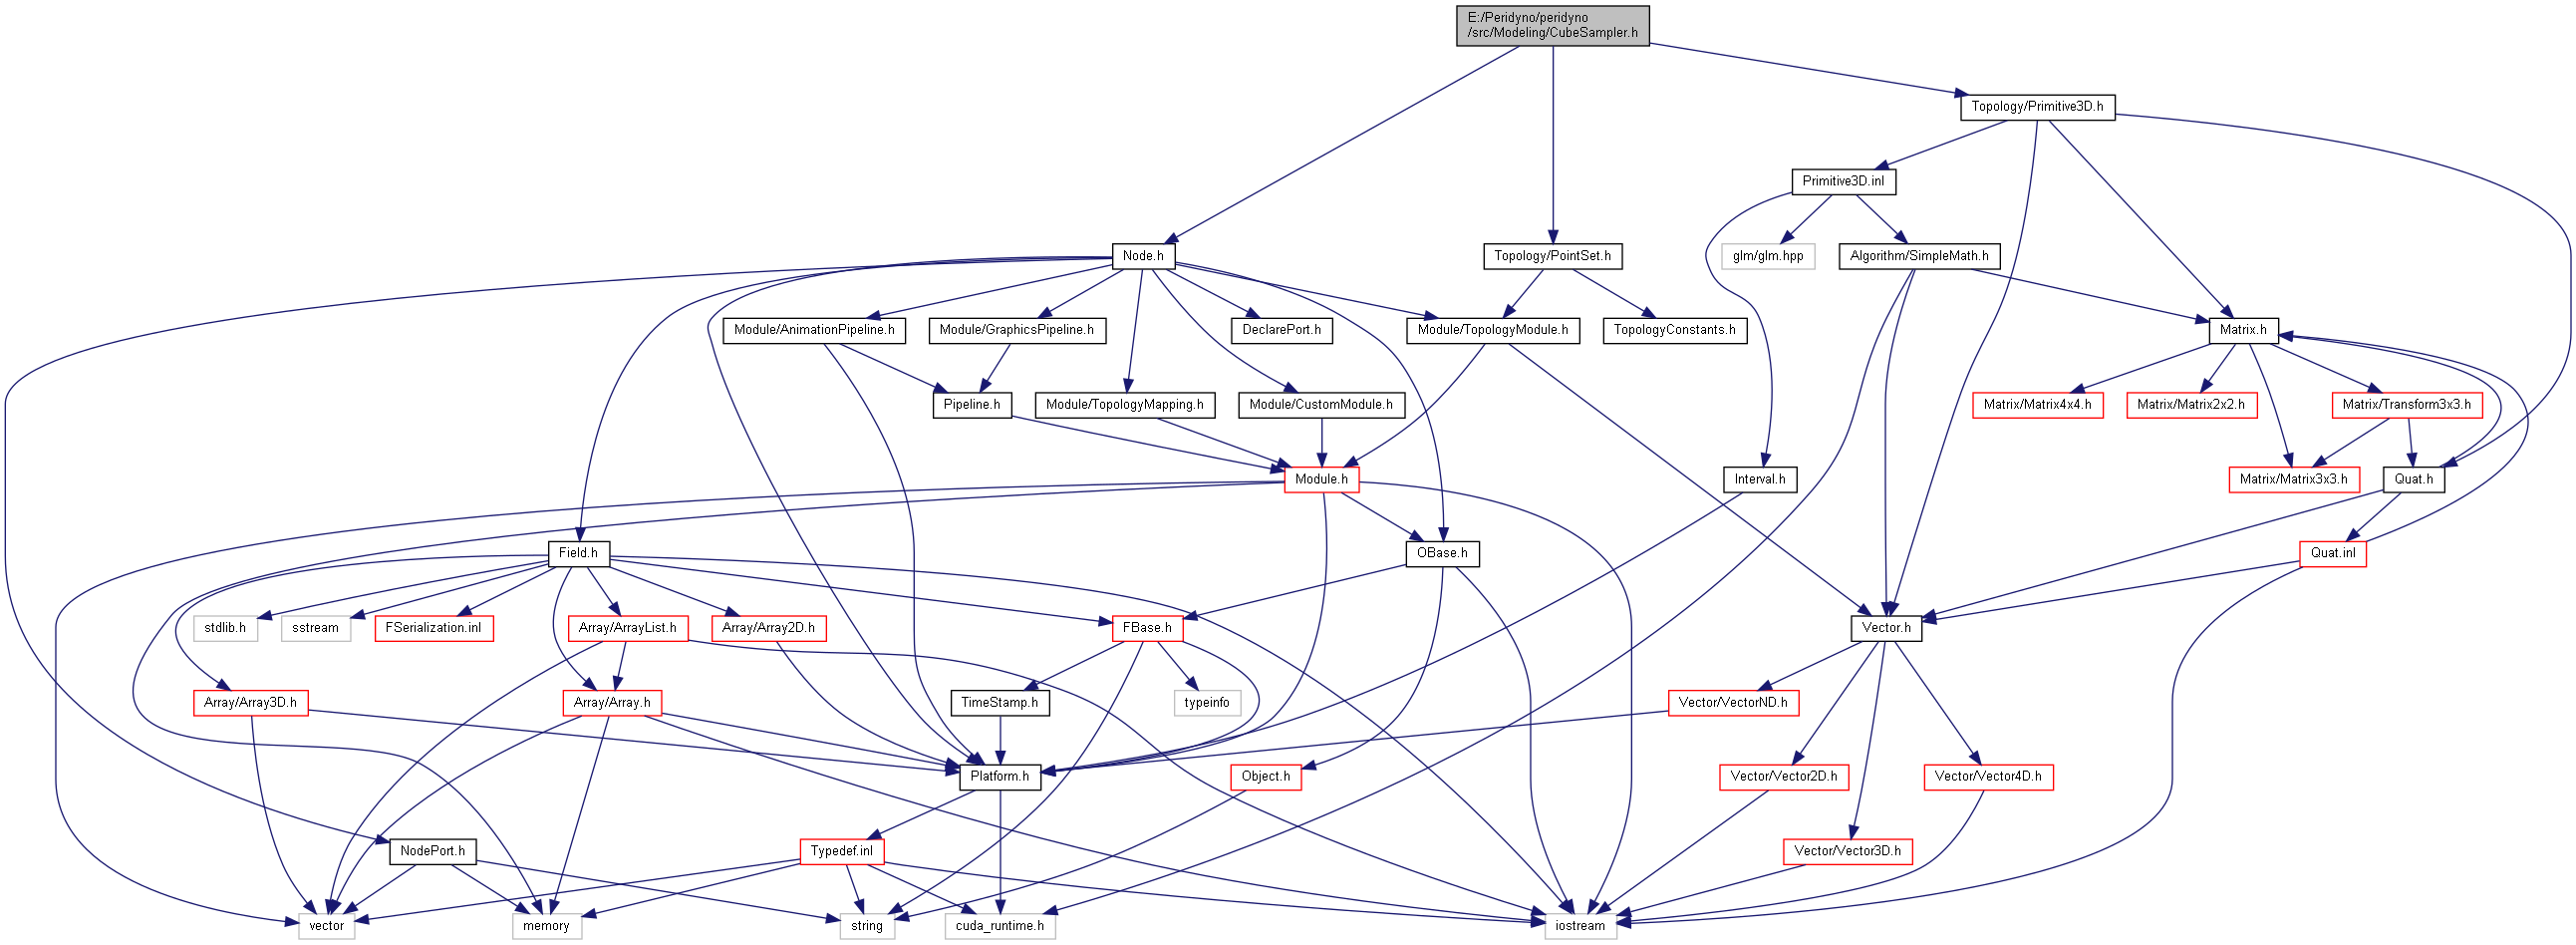 E:/Peridyno/peridyno
/src/Modeling/CubeSampler.h
Topology/Primitive3D.h
Primitive3D.inl
Node.h
Topology/PointSet.h
glm/glm.hpp
Algorithm/SimpleMath.h
Module/AnimationPipeline.h
Module/GraphicsPipeline.h
DeclarePort.h
Module/TopologyModule.h
TopologyConstants.h
Matrix.h
Pipeline.h
Module/TopologyMapping.h
Module/CustomModule.h
Matrix/Matrix4x4.h
Matrix/Matrix2x2.h
Matrix/Transform3x3.h
Module.h
Interval.h
Matrix/Matrix3x3.h
Quat.h
Field.h
OBase.h
Quat.inl
stdlib.h
sstream
FSerialization.inl
Array/ArrayList.h
Array/Array2D.h
FBase.h
Vector.h
Array/Array3D.h
Array/Array.h
TimeStamp.h
typeinfo
Vector/VectorND.h
Platform.h
Object.h
Vector/Vector2D.h
Vector/Vector4D.h
NodePort.h
Typedef.inl
Vector/Vector3D.h
vector
memory
string
cuda_runtime.h
iostream